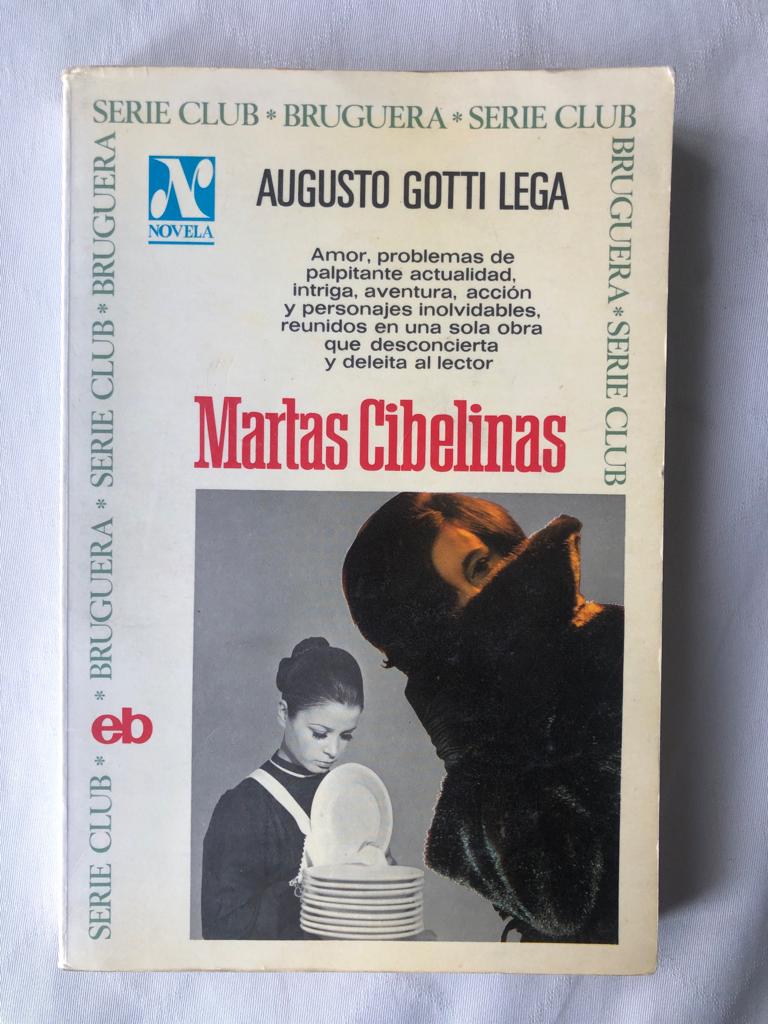 SERIE CLUB * BRUGUERA * SERIE CLUB
BRUGUERA * SERIE CLUB
SERIE CLUB * BRUGUERA * SERIE CLUB * BRUGUERA
N
NOVELA
AUGUSTO GOTTI LEGA
Amor, problemas de
palpitante actualidad,
intriga, aventura, acción
y personajes inolvidables,
reunidos en una sola obra
que desconcierta
y deleita al lector
Martas Cibelinas
eb